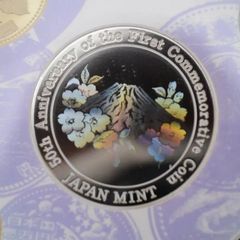 50th Anniversary of the First Commemorative Coin
JAPAN MINT